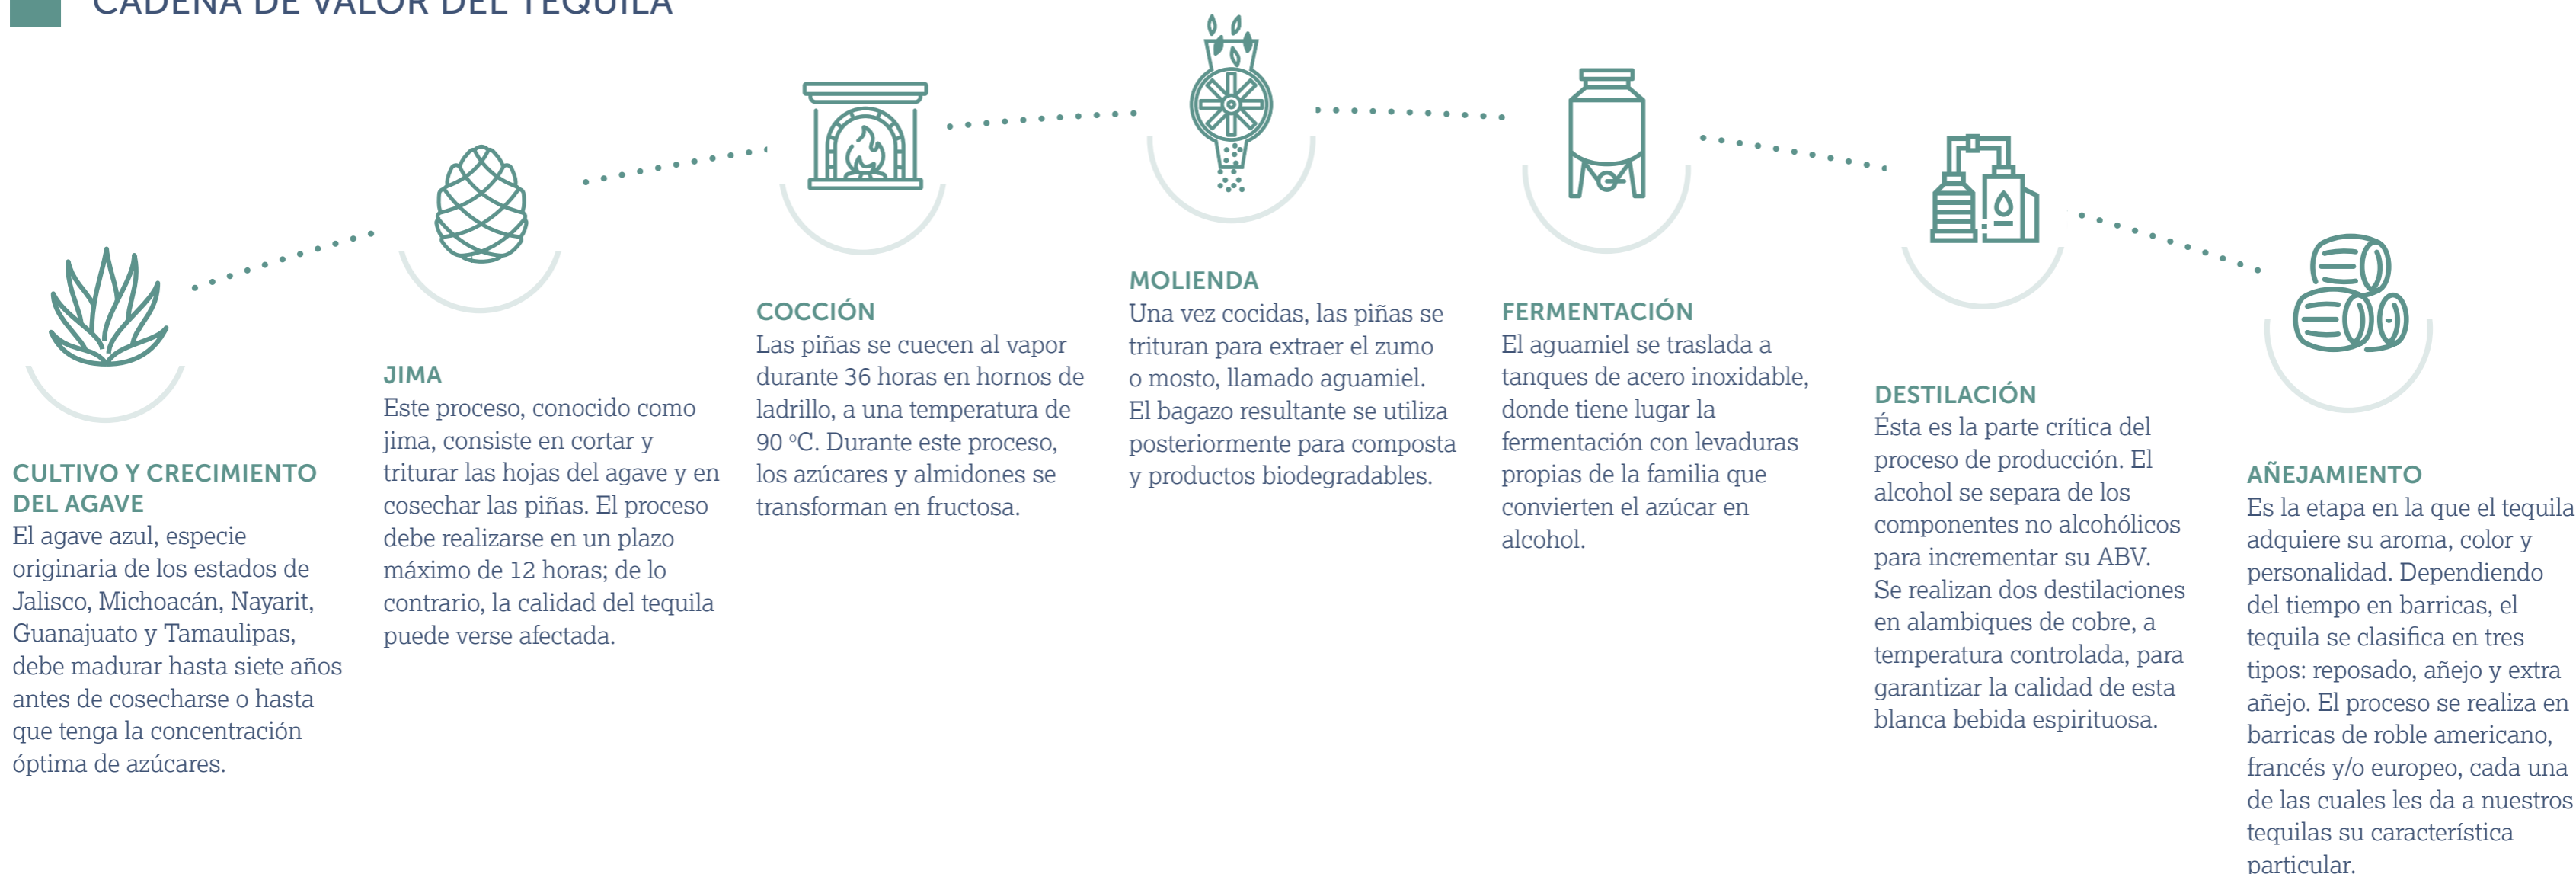 CADENA DE VALOR DEL TEQUILA
CULTIVO Y CRECIMIENTO
DEL AGAVE
El agave azul, especie
originaria de los estados de
Jalisco, Michoacán, Nayarit,
Guanajuato y Tamaulipas,
debe madurar hasta siete años
antes de cosecharse o hasta
que tenga la concentración
óptima de azúcares.
JIMA
Este proceso, conocido como
jima, consiste en cortar y
triturar las hojas del agave y en
cosechar las piñas. El proceso
debe realizarse en un plazo
máximo de 12 horas; de lo
contrario, la calidad del tequila
puede verse afectada.
COCCIÓN
Las piñas se cuecen al vapor
durante 36 horas en hornos de
ladrillo, a una temperatura de
90 ºC. Durante este proceso,
los azúcares y almidones se
transforman en fructosa.
MOLIENDA
Una vez cocidas, las piñas se
trituran para extraer el zumo
o mosto, llamado aguamiel.
El bagazo resultante se utiliza
posteriormente para composta
y productos biodegradables.
FERMENTACIÓN
El aguamiel se traslada a
tanques de acero inoxidable,
donde tiene lugar la
fermentación con levaduras
propias de la familia que
convierten el azúcar en
alcohol.
DESTILACIÓN
Ésta es la parte crítica del
proceso de producción. El
alcohol se separa de los
componentes no alcohólicos
para incrementar su ABV.
Se realizan dos destilaciones
en alambiques de cobre, a
temperatura controlada, para
garantizar la calidad de esta
blanca bebida espirituosa.
AÑEJAMIENTO
Es la etapa en la que el tequila
adquiere su aroma, color y
personalidad. Dependiendo
del tiempo en barricas, el
tequila se clasifica en tres
tipos: reposado, añejo y extra
añejo. El proceso se realiza en
barricas de roble americano,
francés y/o europeo, cada una
de las cuales les da a nuestros
tequilas su característica
particular.